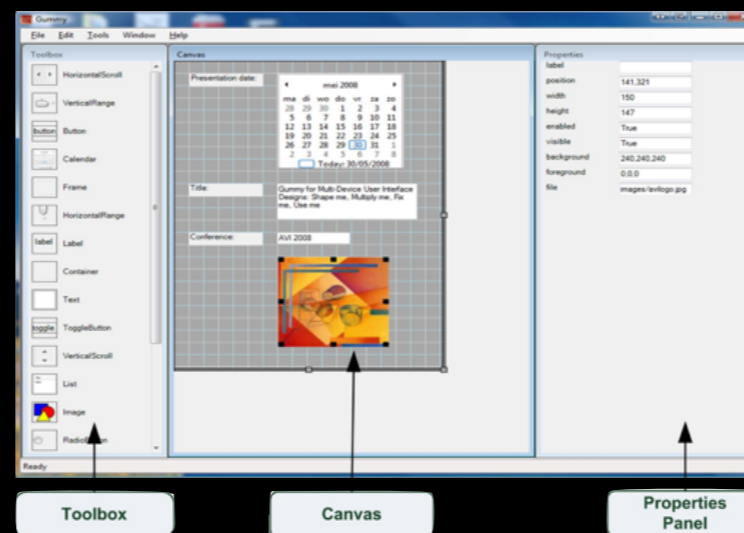 Gummy
File Edit Tools Window Help
Toolbox
HorizontalScroll
VerticalRange
button Button
Calendar
Frame
HorizontalRange
label Label
Container
Text
toggle ToggleButton
VerticalScroll
List
Image
Ready
Canvas
Presentation date:
mei 2008
ma di wo do vr za zo
28 29 30 1 2 3 4
5 6 7 8 9 10 11
12 13 14 15 16 17 18
19 20 21 22 23 24 25
26 27 28 29 30 31 1
2 3 4 5 6 7 8
Today: 30/05/2008
Title:
Gummy for Multi-Device User Interface
Designs: Shape me, Multiply me, Fix
me, Use me
Conference:
AVI 2008
Properties
label
position 141,321
width 150
height 147
enabled True
visible True
background 240,240,240
foreground 0,0,0
file images/avilogo.jpg
Toolbox
Canvas
Properties
Panel